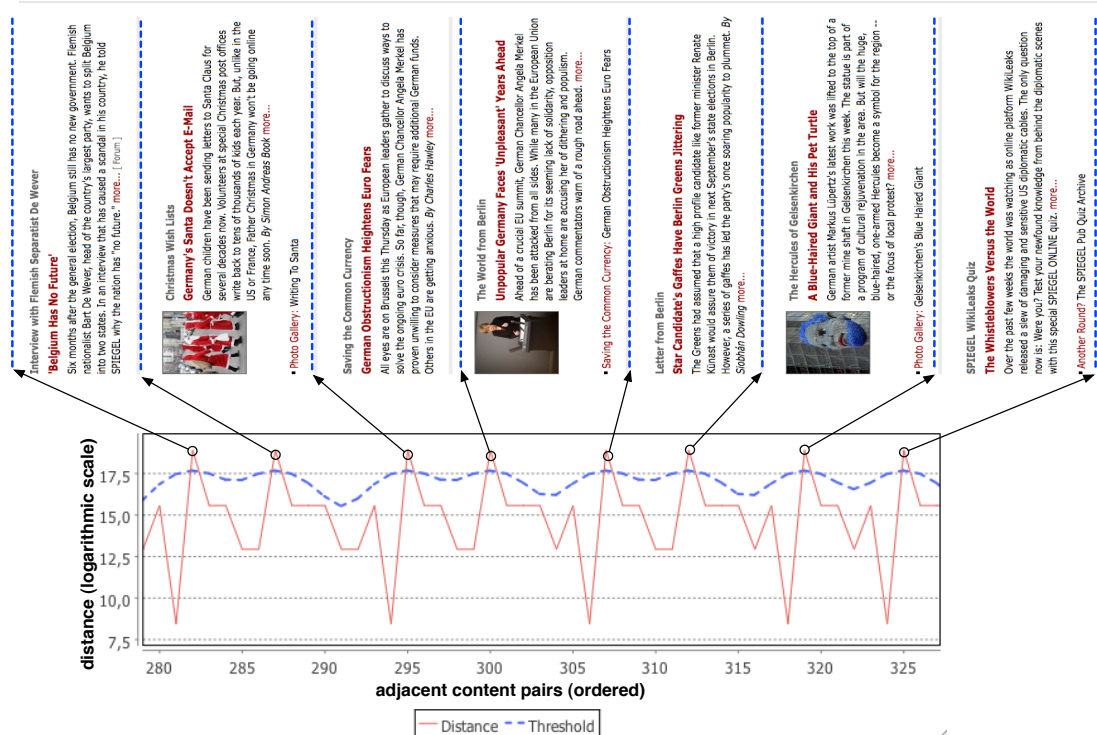 Interview with Flemish Separatist De Wever
'Belgium Has No Future'
Six months after the general election, Belgium still has no new government. Flemish
nationalist Bart De Wever, head of the country's largest party, wants to split Belgium
into two states. In an interview that has caused a scandal in his country, he told
SPIEGEL why the nation has "no future." more... [ Forum ]
Christmas Wish Lists
Germany's Santa Doesn't Accept E-Mail
German children have been sending letters to Santa Claus for
several decades now. Volunteers at special Christmas post offices
write back to tens of thousands of kids each year. But, unlike in the
US or France, Father Christmas in Germany won't be going online
any time soon. By Simon Andreas Book more...
▪ Photo Gallery: Writing To Santa
Saving the Common Currency
German Obstructionism Heightens Euro Fears
All eyes are on Brussels this Thursday as European leaders gather to discuss ways to
solve the ongoing euro crisis. So far, though, German Chancellor Angela Merkel has
proven unwilling to consider measures that may require additional German funds.
Others in the EU are getting anxious. By Charles Hawley more...
The World from Berlin
Unpopular Germany Faces 'Unpleasant' Years Ahead
Ahead of a crucial EU summit, German Chancellor Angela Merkel
has been attacked from all sides. While many in the European Union
are berating Berlin for its seeming lack of solidarity, opposition
leaders at home are accusing her of dithering and populism.
German commentators warn of a rough road ahead. more...
▪ Saving the Common Currency: German Obstructionism Heightens Euro Fears
Letter from Berlin
Star Candidate's Gaffes Have Berlin Greens Jittering
The Greens had assumed that a high profile candidate like former minister Renate
Künast would assure them of victory in next September's state elections in Berlin.
However, a series of gaffes has led the party's once soaring popularity to plummet. By
Siobhán Dowling more...
The Hercules of Gelsenkirchen
A Blue-Haired Giant and His Pet Turtle
German artist Markus Lüpertz's latest work was lifted to the top of a
former mine shaft in Gelsenkirchen this week. The statue is part of
a program of cultural rejuvenation in the area. But will the huge,
blue-haired, one-armed Hercules become a symbol for the region --
or the focus of local protest? more...
▪ Photo Gallery: Gelsenkirchen's Blue Haired Giant
SPIEGEL WikiLeaks Quiz
The Whistleblowers Versus the World
Over the past few weeks the world was watching as online platform WikiLeaks
released a slew of damaging and sensitive US diplomatic cables. The only question
now is: Were you? Test your newfound knowledge from behind the diplomatic scenes
with this special SPIEGEL ONLINE quiz. more...
▪ Another Round? The SPIEGEL Pub Quiz Archive
distance (logarithmic scale)
17,5
15,0
12,5
10,0
7,5
280 285 290 295 300 305 310 315 320 325
adjacent content pairs (ordered)
Distance Threshold